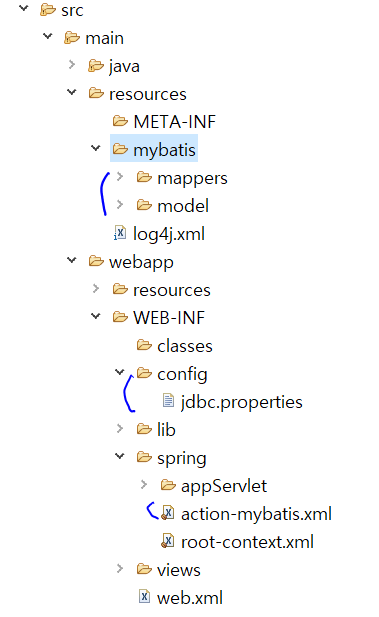 src
main
java
resources
META-INF
mybatis
mappers
model
log4j.xml
webapp
resources
WEB-INF
classes
config
jdbc.properties
lib
spring
appServlet
action-mybatis.xml
root-context.xml
views
web.xml